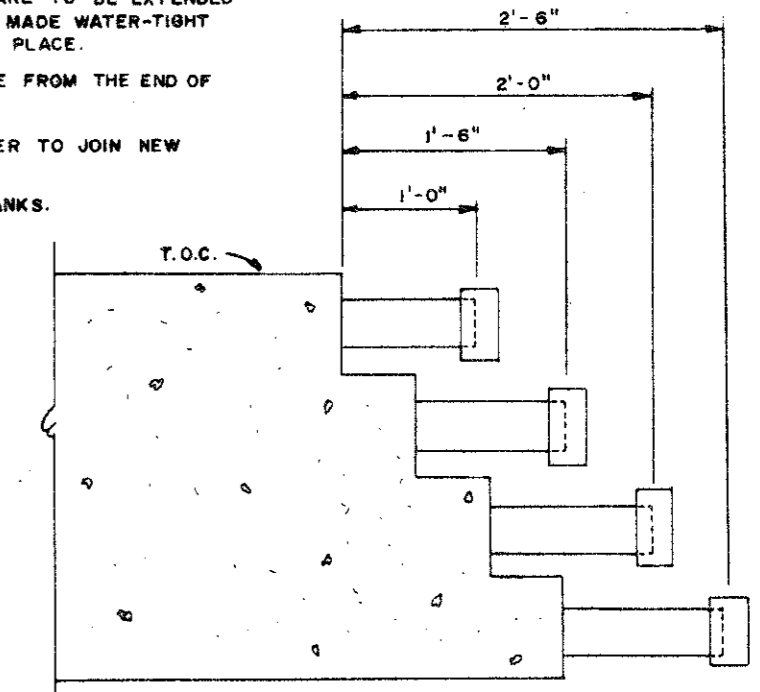 ARE TO BE EXTENDED
MADE WATER-TIGHT
PLACE.
E FROM THE END OF
ER TO JOIN NEW
ANKS.
2'-6"
2'-0"
1'-6"
1'-0"
T.O.C.